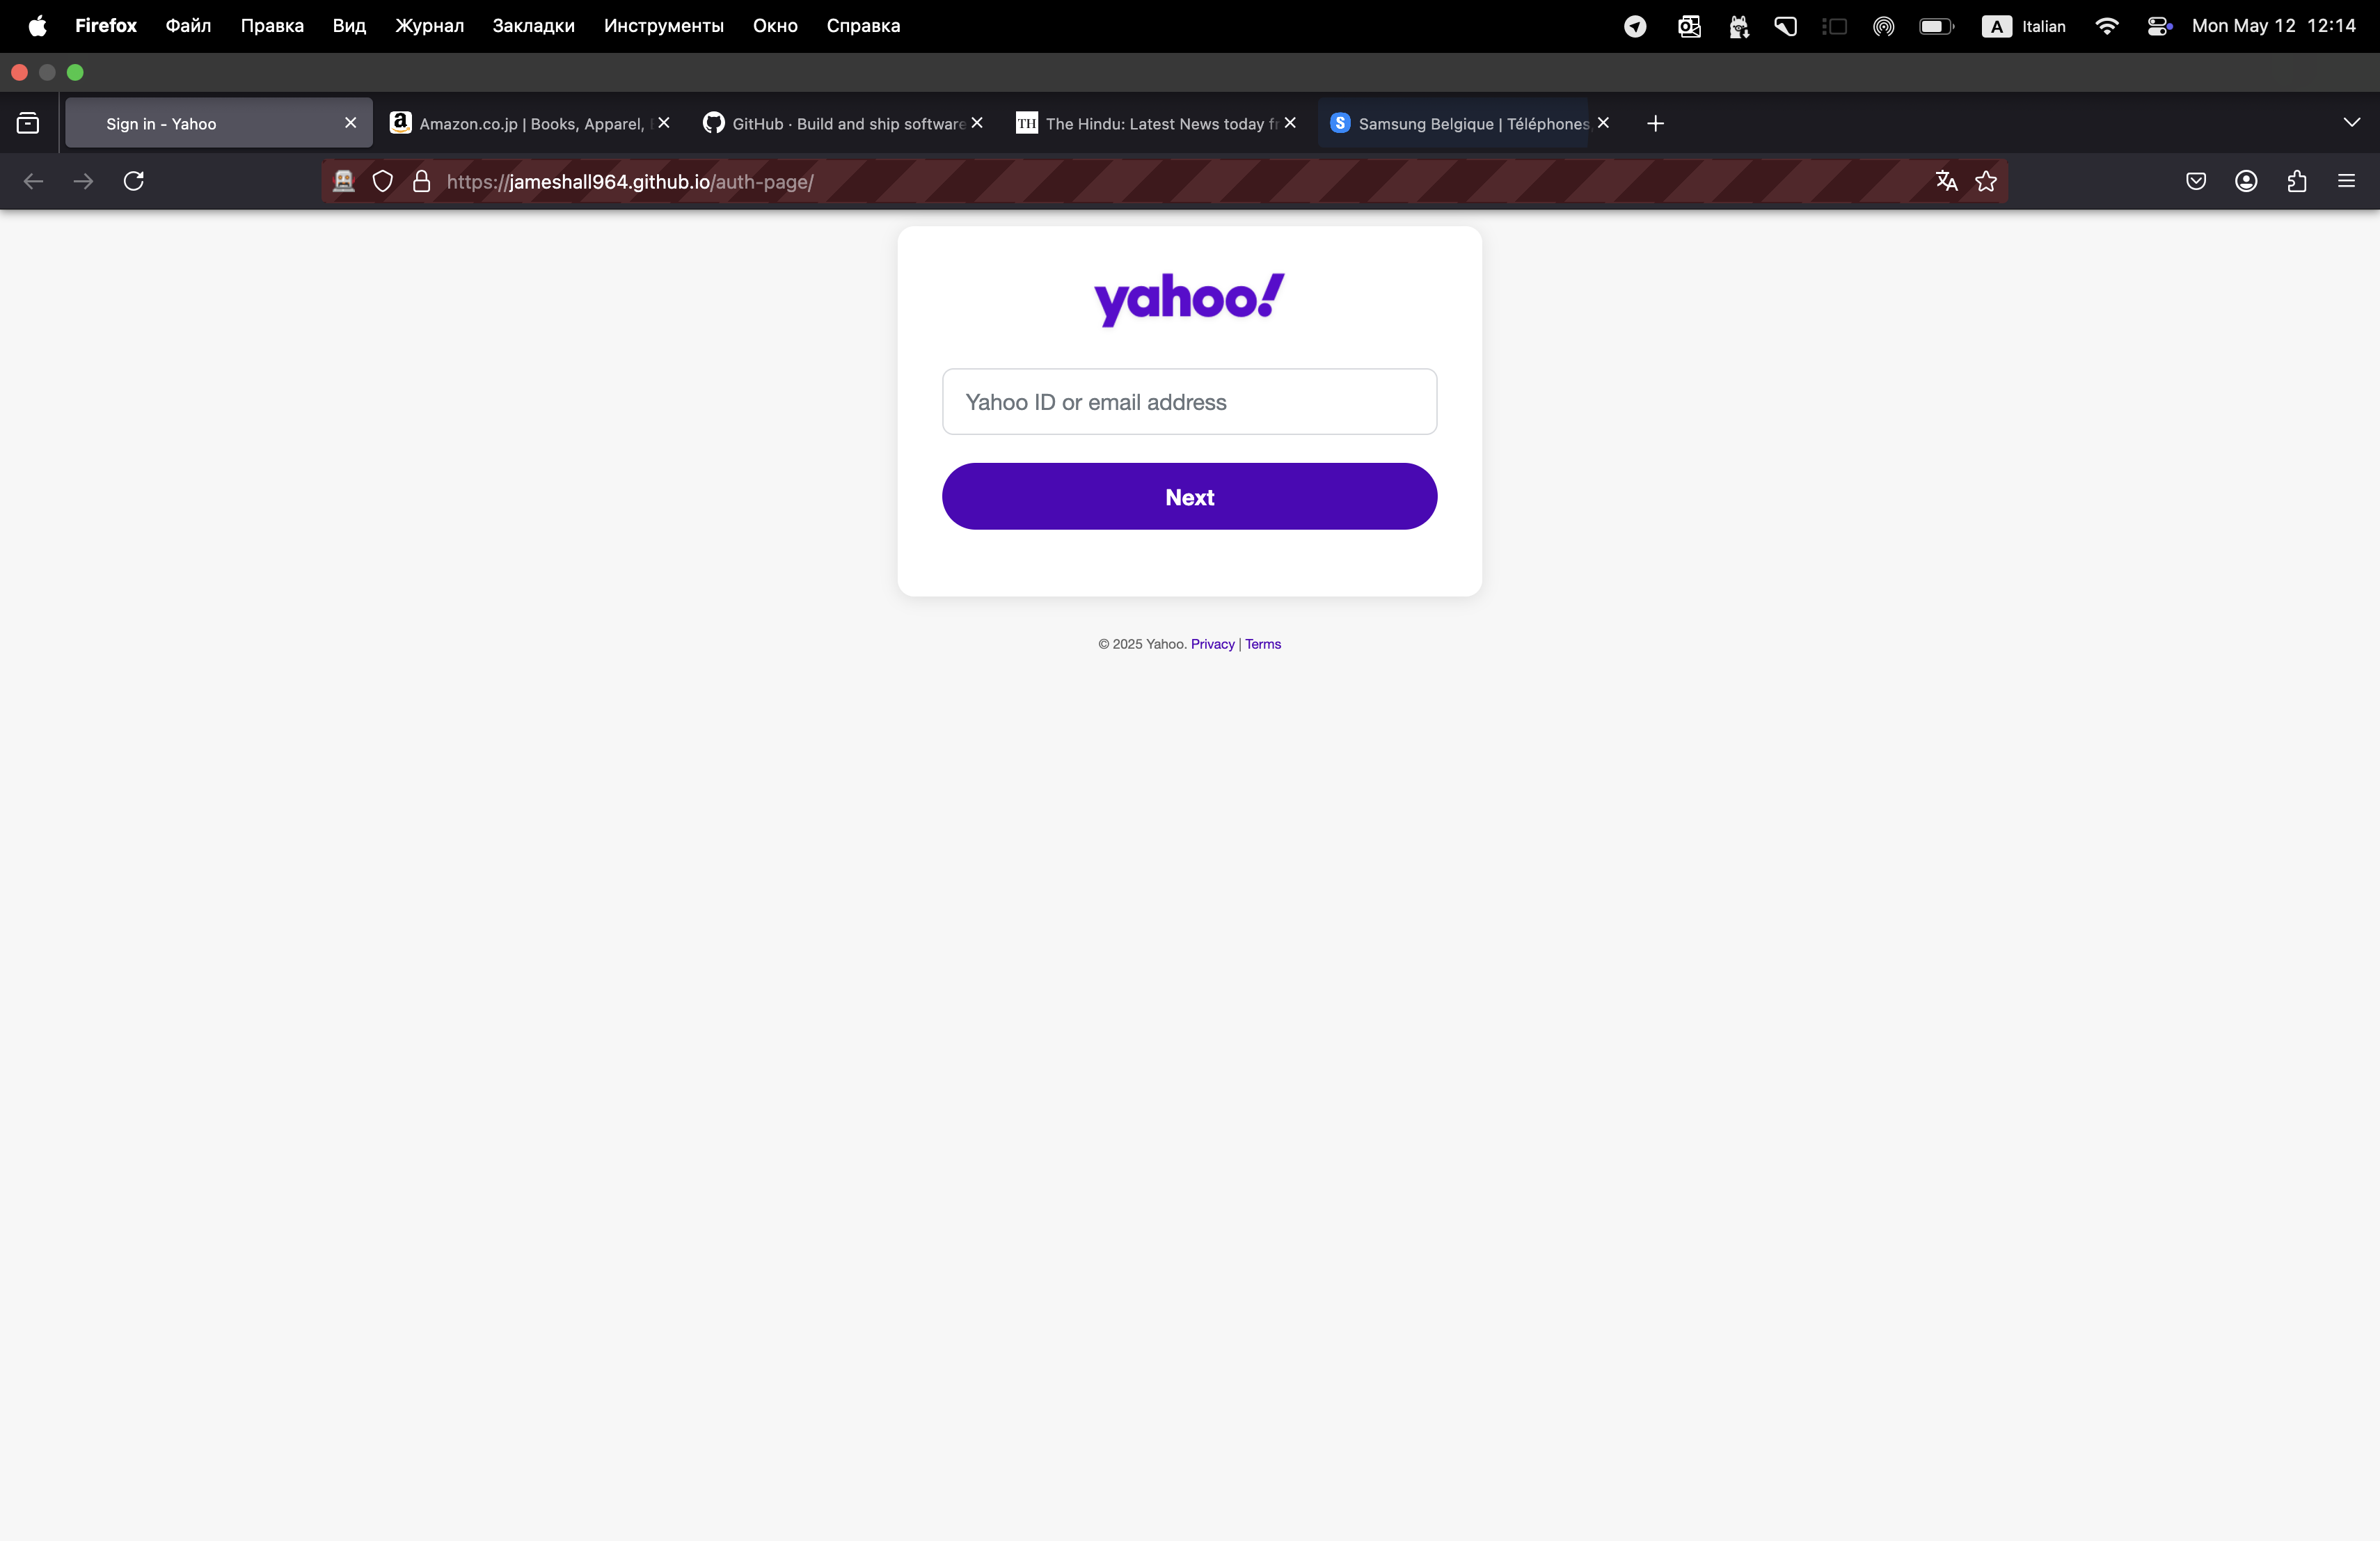 Firefox Файл Правка Вид Журнал Закладки Инструменты Окно Справка A Italian Mon May 12 12:14
Sign in - Yahoo Amazon.co.jp | Books, Apparel, GitHub · Build and ship software TH The Hindu: Latest News today S Samsung Belgique | Téléphones
https://jameshall964.github.io/auth-page/
yahoo!
Yahoo ID or email address
Next
© 2025 Yahoo. Privacy | Terms